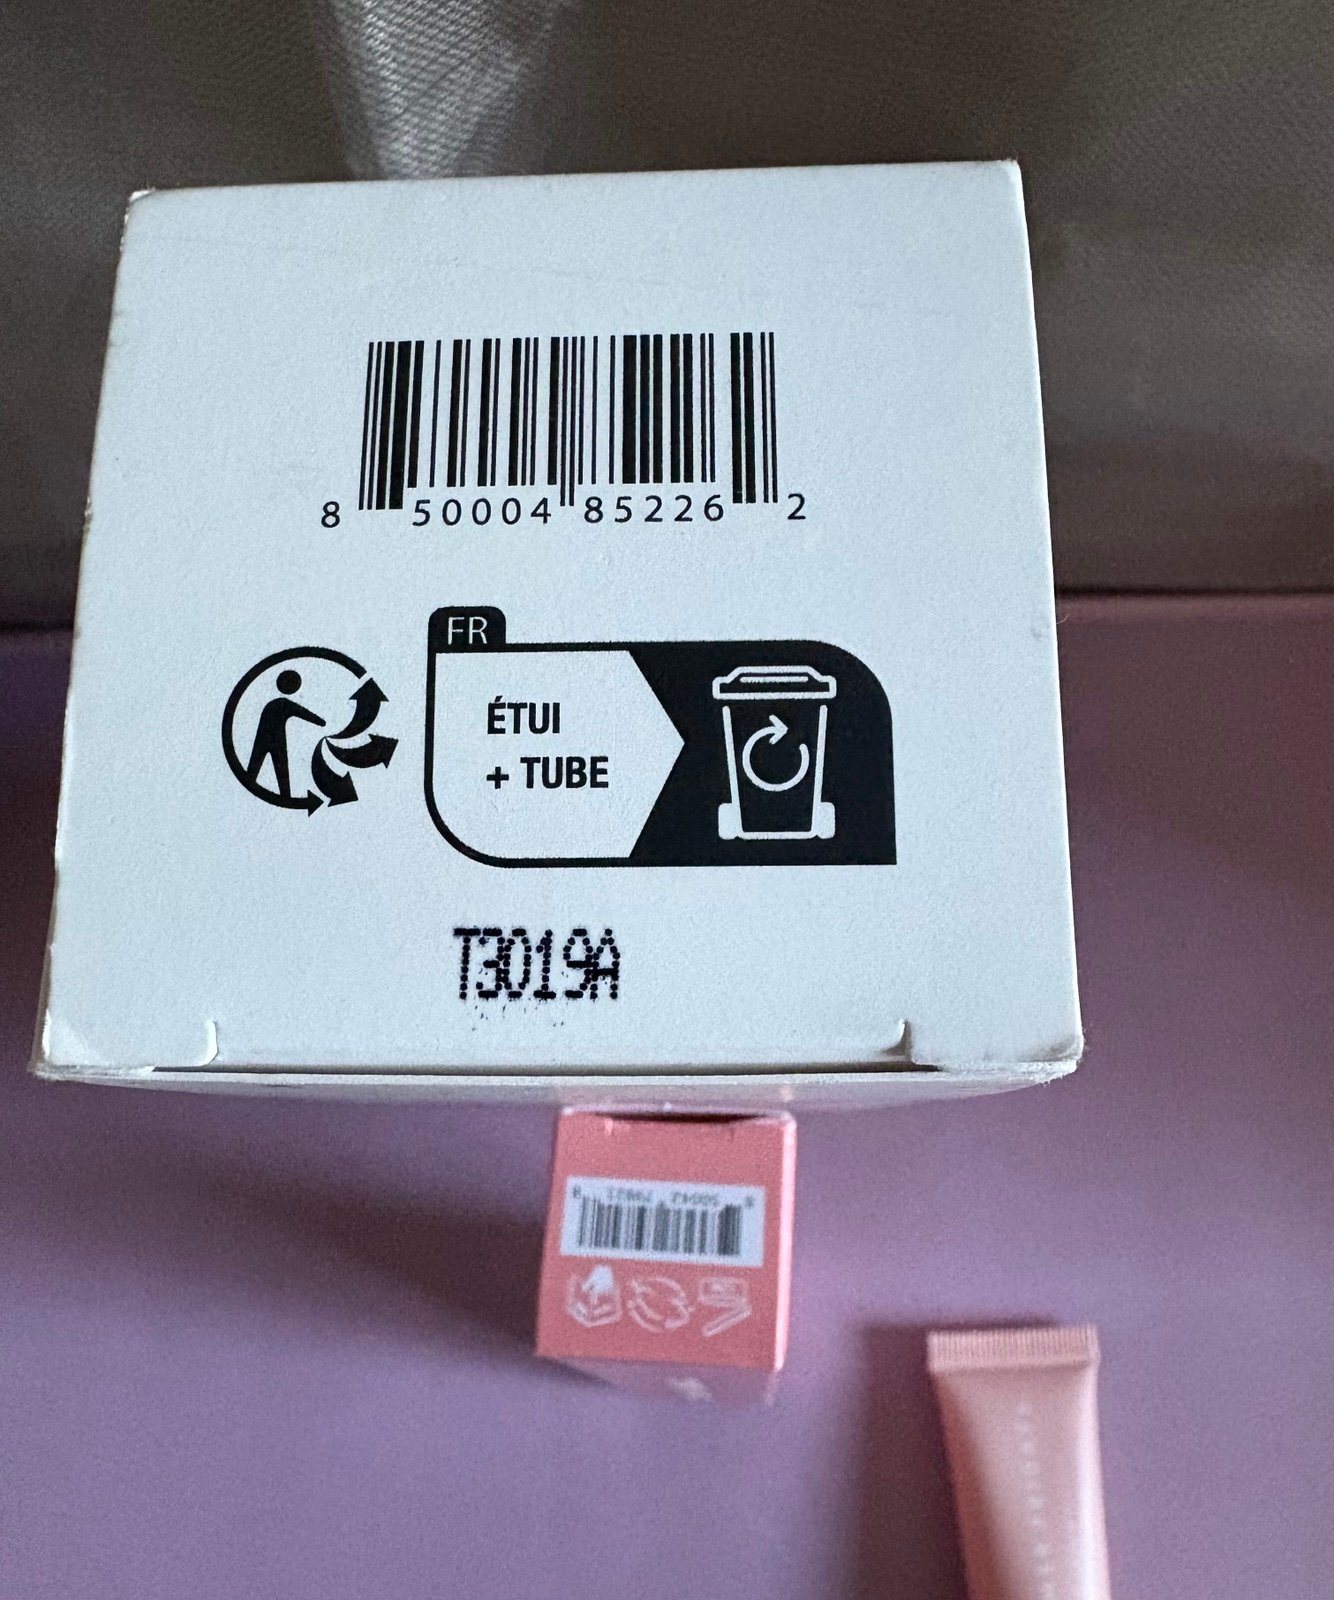 8 50004 85226 2
FR
ÉTUI
+ TUBE
T3019A